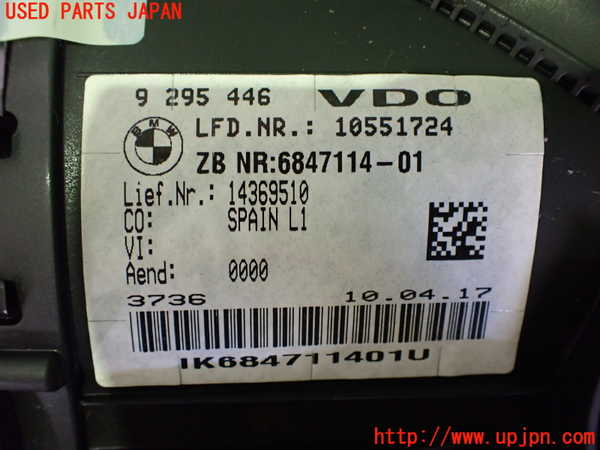 USED PARTS JAPAN
9 295 446 VDO
BMW
LFD.NR.: 10551724
ZB NR:6847114-01
Lief.Nr.: 14369510
CO: SPAIN L1
VI:
Aend: 0000
3736 10.04.17
IK684711401U
http://www.upjpn.com